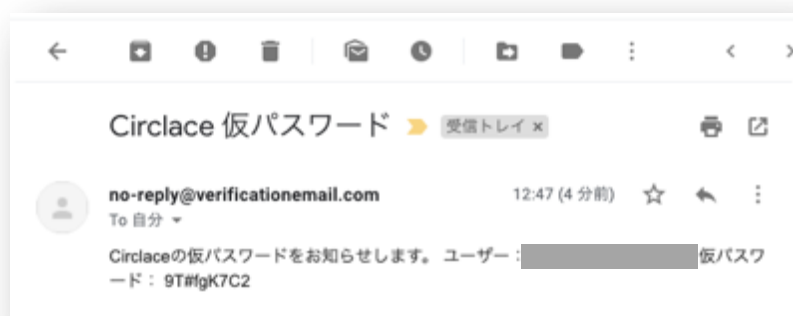 Circlace 仮パスワード
受信トレイ ×
no-reply@verificationemail.com
12:47 (4 分前)
To 自分
Circlaceの仮パスワードをお知らせします。 ユーザー：
仮パスワ
ード： 9T#fgK7C2